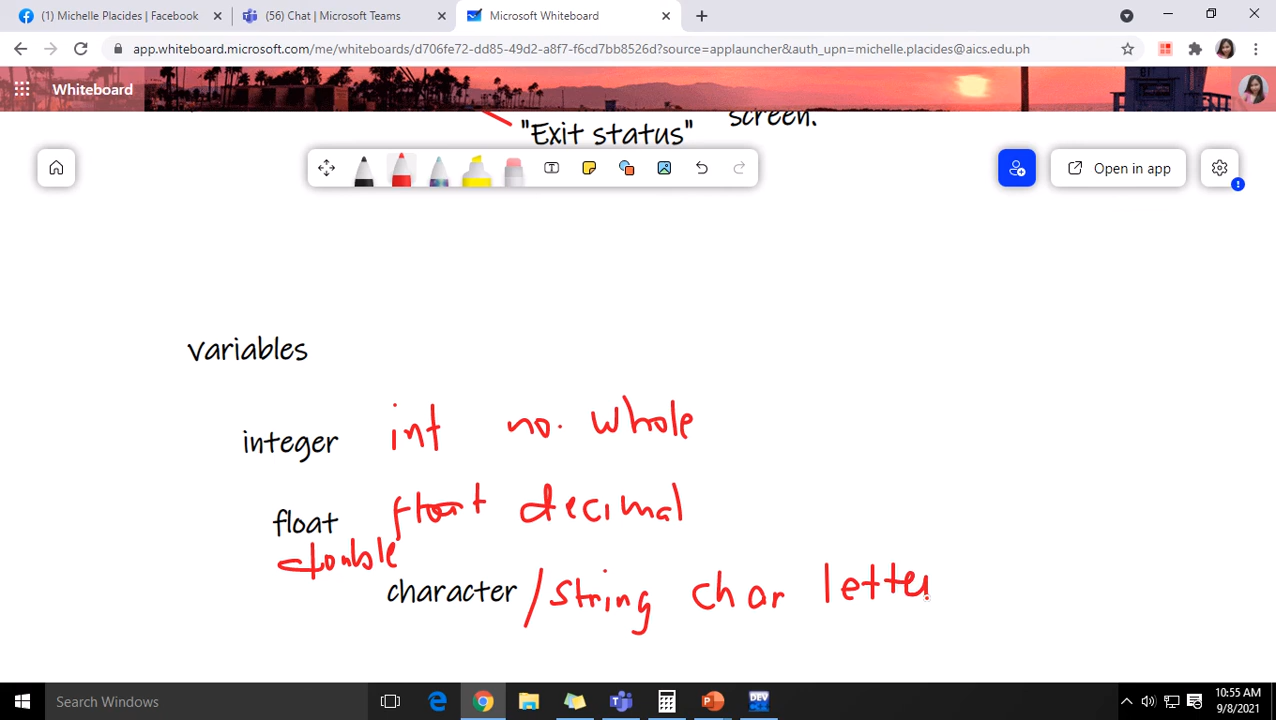 (1) Michelle Placides | Facebook
(56) Chat | Microsoft Teams
Microsoft Whiteboard
app.whiteboard.microsoft.com/me/whiteboards/d706fe72-dd85-49d2-a8f7-f6cd7bb8526d?source=applauncher&auth_upn=michelle.placides@aics.edu.ph
Whiteboard
screen.
"Exit status"
Open in app
variables
integer int no. whole
float float decimal
double
character /string char letter
Search Windows
DEV
10:55 AM
9/8/2021